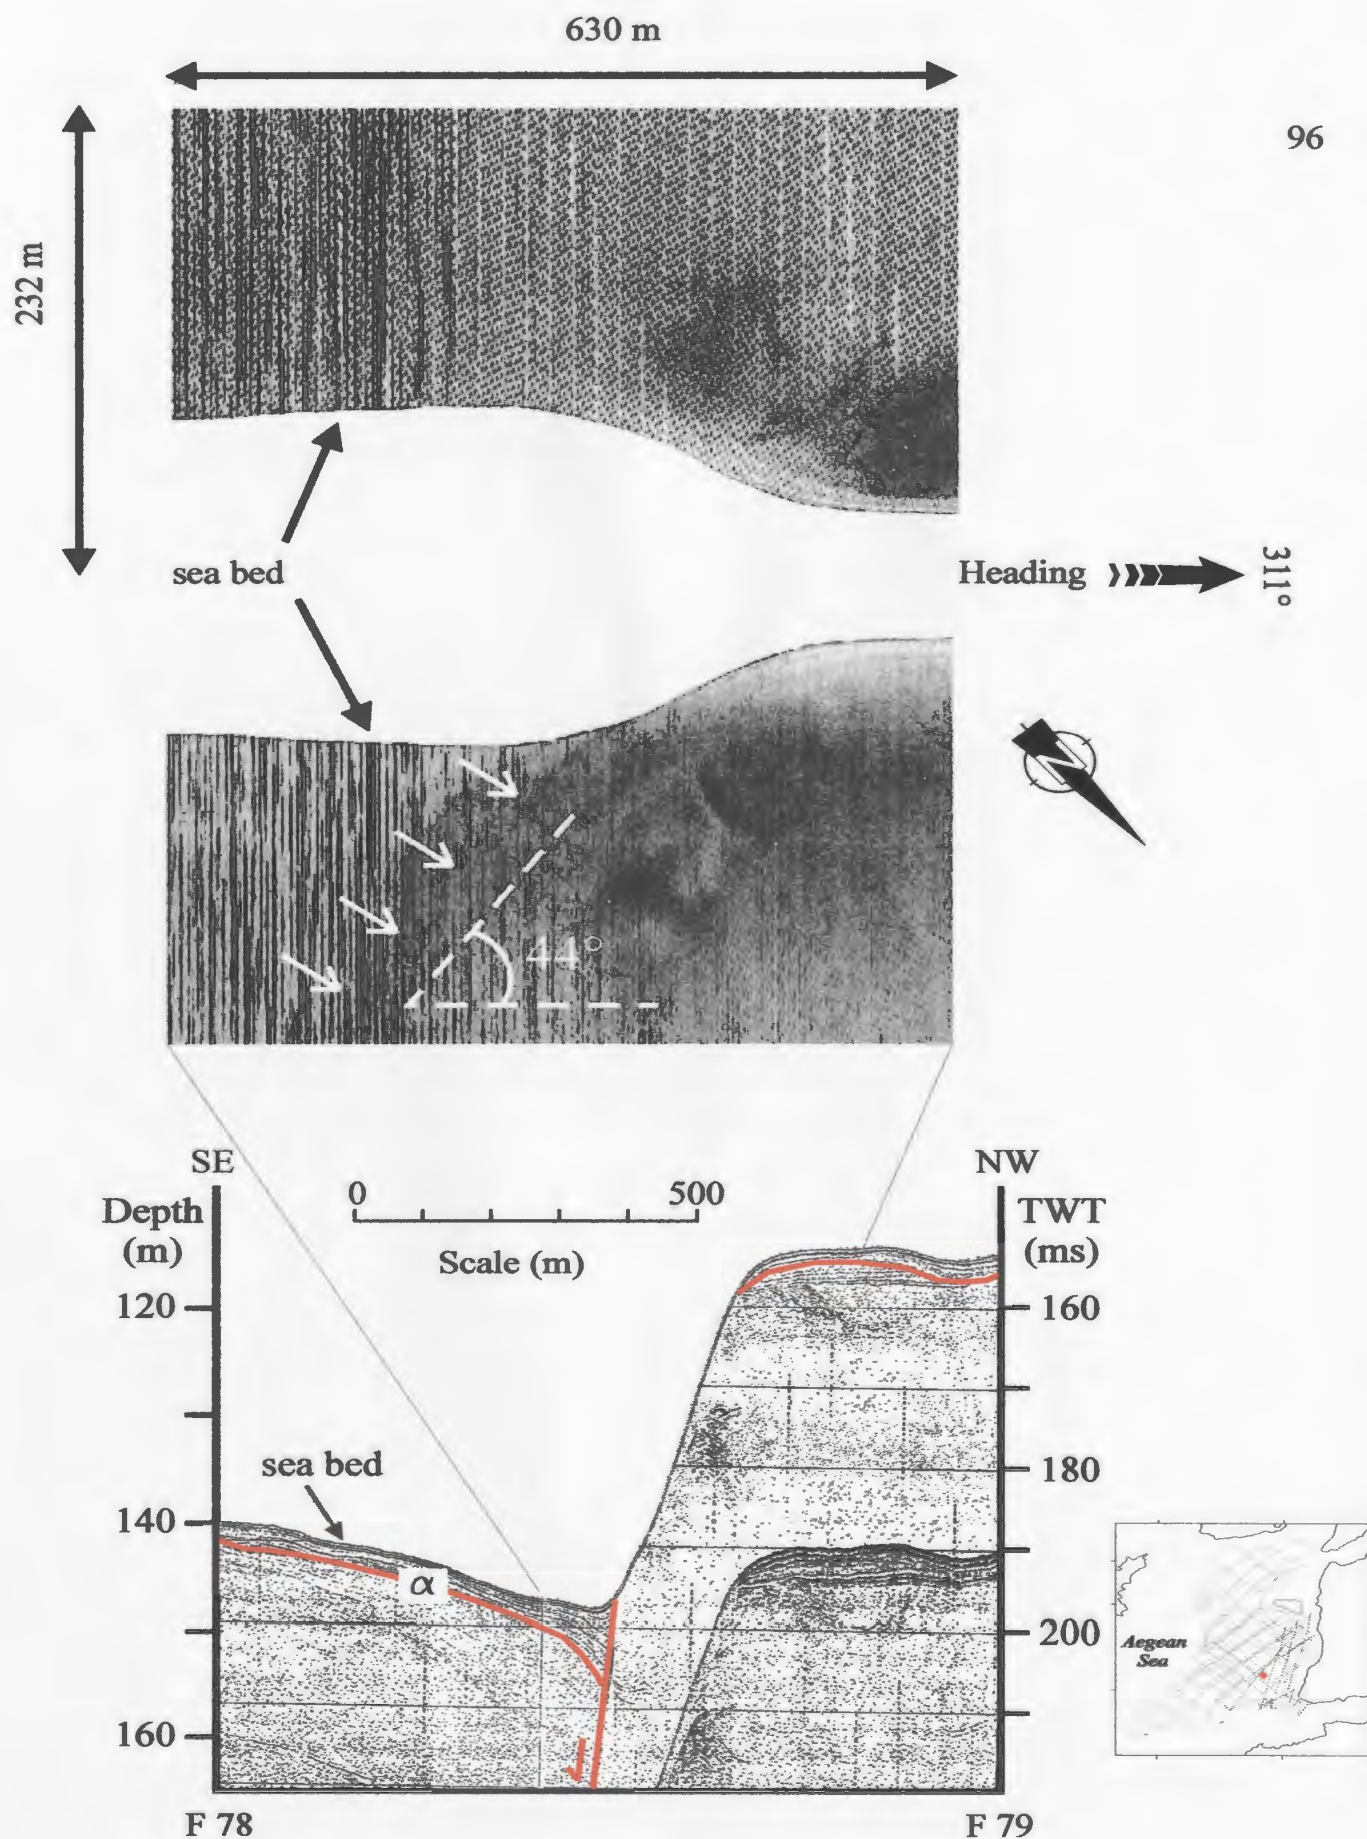 630 m
96
232 m
sea bed
Heading
311°
44°
SE
NW
0
500
Depth
(m)
TWT
(ms)
Scale (m)
120
160
sea bed
180
140
α
200
Aegean
Sea
160
F 78
F 79